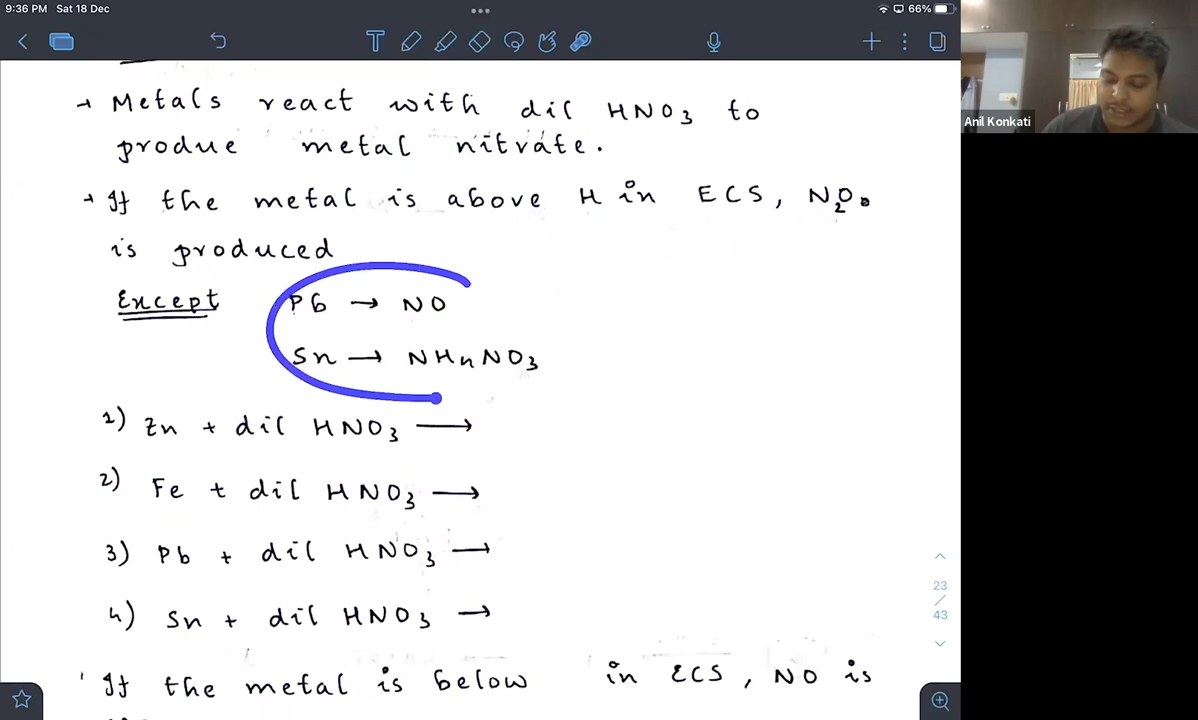 9:36 PM Sat 18 Dec
66%
→ Metals react with dil HNO3 to
produe metal nitrate.
→ If the metal is above H in ECS, N2O
is produced
Except Pb → NO
Sn → NH4NO3
1) Zn + dil HNO3 →
2) Fe + dil HNO3 →
3) Pb + dil HNO3 →
4) Sn + dil HNO3 →
If the metal is below in ECS, NO is
T
23
/
43
Anil Konkati